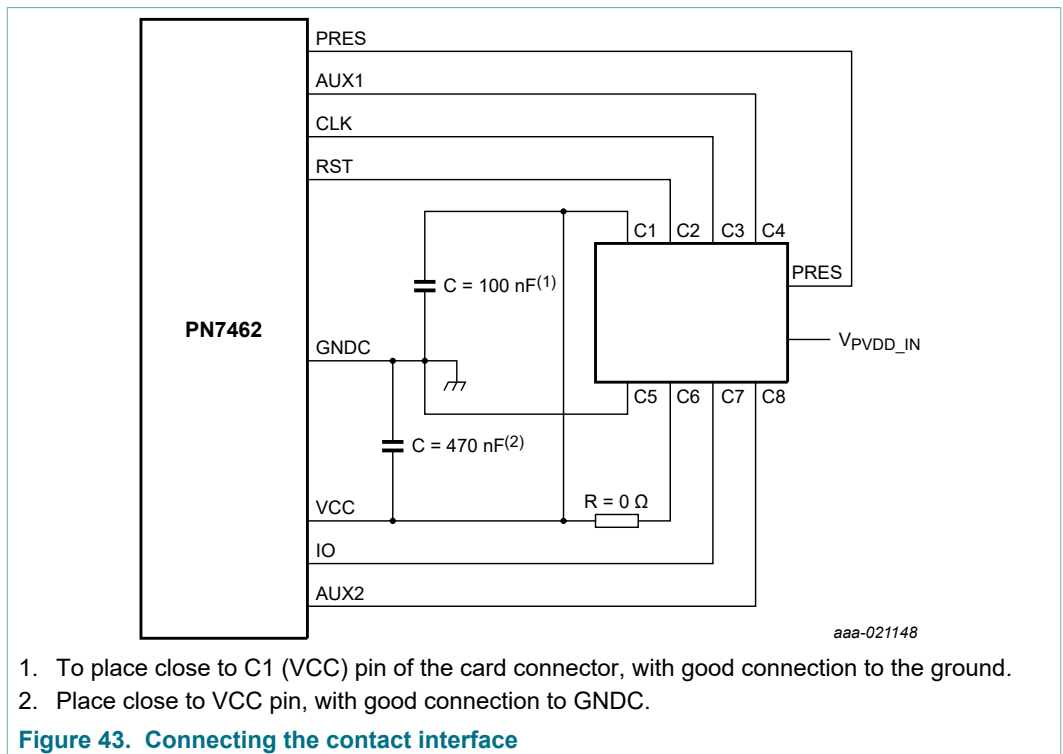 PRES
AUX1
CLK
RST
C1 C2 C3 C4
PRES
C = 100 nF(1)
PN7462
GNDC
VPVDD_IN
C5 C6 C7 C8
C = 470 nF(2)
R = 0 Ω
VCC
IO
AUX2
aaa-021148
1. To place close to C1 (VCC) pin of the card connector, with good connection to the ground.
2. Place close to VCC pin, with good connection to GNDC.
Figure 43. Connecting the contact interface